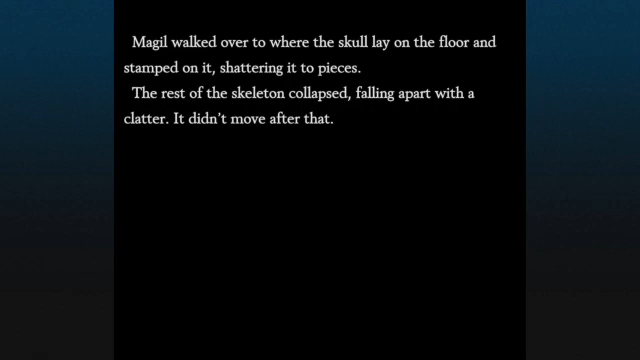 Magil walked over to where the skull lay on the floor and
stamped on it, shattering it to pieces.
The rest of the skeleton collapsed, falling apart with a
clatter. It didn’t move after that.